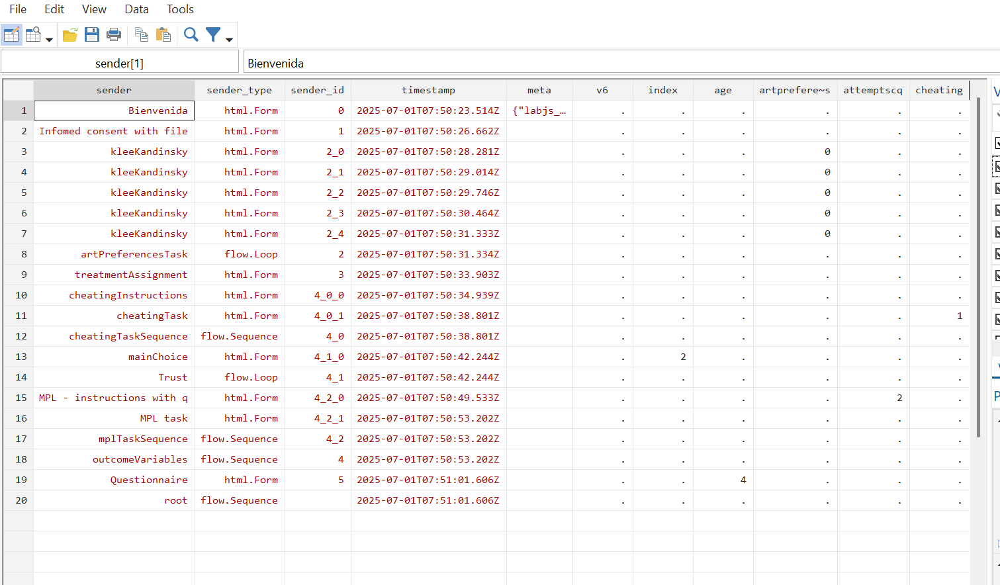 File Edit View Data Tools
sender[1] Bienvenida
sender sender_type sender_id timestamp meta v6 index age artprefere~s attemptscq cheating
1 Bienvenida html.Form 0 2025-07-01T07:50:23.514Z {"labjs_… . . . . . .
2 Infomed consent with file html.Form 1 2025-07-01T07:50:26.662Z . . . . . .
3 kleeKandinsky html.Form 2_0 2025-07-01T07:50:28.281Z . . . 0 . .
4 kleeKandinsky html.Form 2_1 2025-07-01T07:50:29.014Z . . . 0 . .
5 kleeKandinsky html.Form 2_2 2025-07-01T07:50:29.746Z . . . 0 . .
6 kleeKandinsky html.Form 2_3 2025-07-01T07:50:30.464Z . . . 0 . .
7 kleeKandinsky html.Form 2_4 2025-07-01T07:50:31.333Z . . . 0 . .
8 artPreferencesTask flow.Loop 2 2025-07-01T07:50:31.334Z . . . . . .
9 treatmentAssignment html.Form 3 2025-07-01T07:50:33.903Z . . . . . .
10 cheatingInstructions html.Form 4_0_0 2025-07-01T07:50:34.939Z . . . . . .
11 cheatingTask html.Form 4_0_1 2025-07-01T07:50:38.801Z . . . . . 1
12 cheatingTaskSequence flow.Sequence 4_0 2025-07-01T07:50:38.801Z . . . . . .
13 mainChoice html.Form 4_1_0 2025-07-01T07:50:42.244Z . 2 . . . .
14 Trust flow.Loop 4_1 2025-07-01T07:50:42.244Z . . . . . .
15 MPL - instructions with q html.Form 4_2_0 2025-07-01T07:50:49.533Z . . . . 2 .
16 MPL task html.Form 4_2_1 2025-07-01T07:50:53.202Z . . . . . .
17 mplTaskSequence flow.Sequence 4_2 2025-07-01T07:50:53.202Z . . . . . .
18 outcomeVariables flow.Sequence 4 2025-07-01T07:50:53.202Z . . . . . .
19 Questionnaire html.Form 5 2025-07-01T07:51:01.606Z . . 4 . . .
20 root flow.Sequence 2025-07-01T07:51:01.606Z . . . . . .